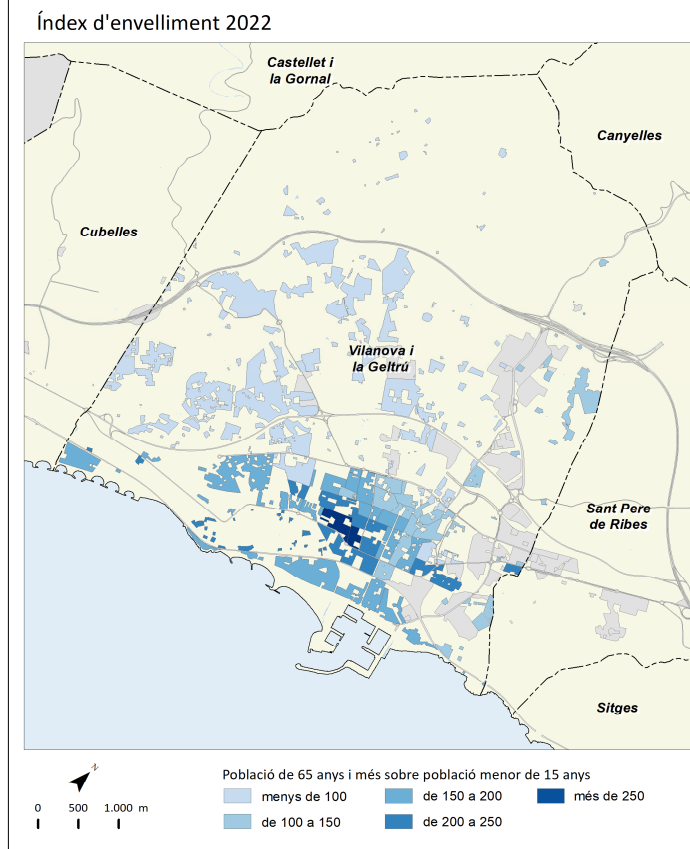 Índex d'envelliment 2022
Castellet i
la Gornal
Canyelles
Cubelles
Vilanova i
la Geltrú
Sant Pere
de Ribes
Sitges
N
0 500 1.000 m
Població de 65 anys i més sobre població menor de 15 anys
menys de 100 de 150 a 200 més de 250
de 100 a 150 de 200 a 250